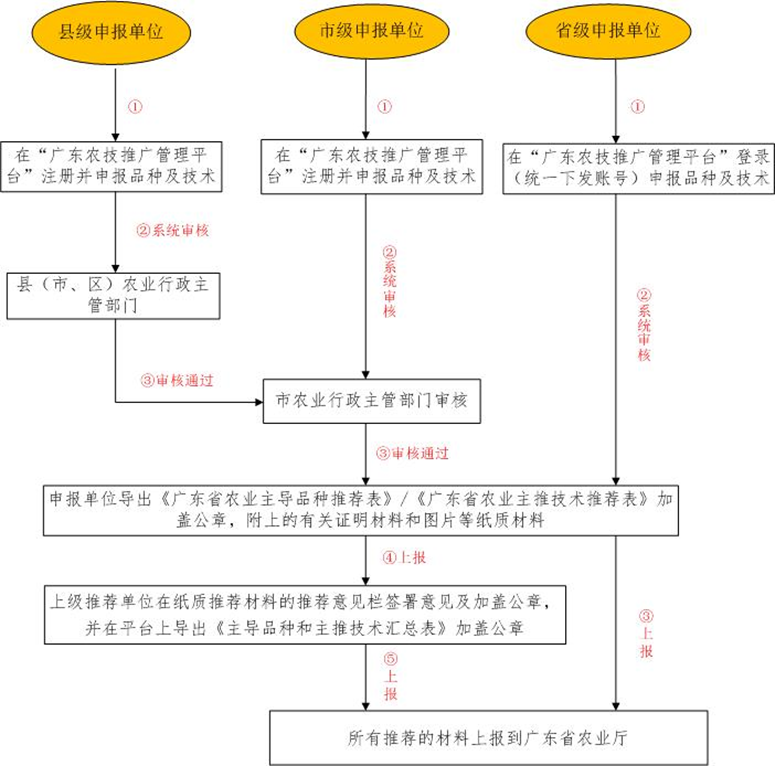 县级申报单位
市级申报单位
省级申报单位
①
①
①
在“广东农技推广管理平
台”注册并申报品种及技术
在“广东农技推广管理平
台”注册并申报品种及技术
在“广东农技推广管理平台”登录
(统一下发账号)申报品种及技术
②系统审核
②系统审核
②系统审核
县(市、区)农业行政主
管部门
③审核通过
市农业行政主管部门审核
③审核通过
申报单位导出《广东省农业主导品种推荐表》/《广东省农业主推技术推荐表》加
盖公章,附上的有关证明材料和图片等纸质材料
④上报
上级推荐单位在纸质推荐材料的推荐意见栏签署意见及加盖公章,
并在平台上导出《主导品种和主推技术汇总表》加盖公章
③上报
⑤上报
所有推荐的材料上报到广东省农业厅